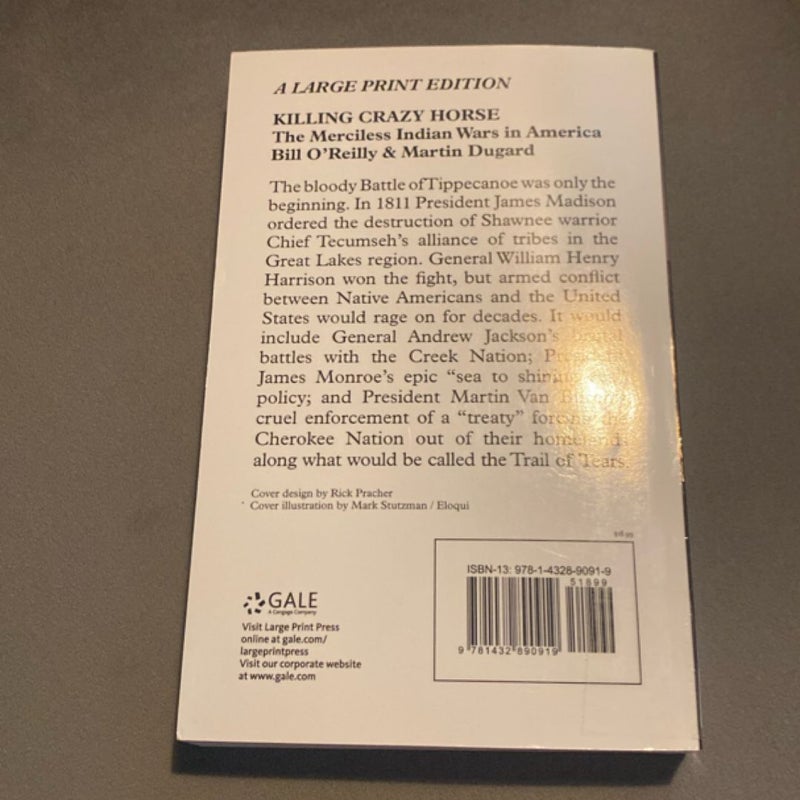 A LARGE PRINT EDITION
KILLING CRAZY HORSE
The Merciless Indian Wars in America
Bill O'Reilly & Martin Dugard
The bloody Battle of Tippecanoe was only the
beginning. In 1811 President James Madison
ordered the destruction of Shawnee warrior
Chief Tecumseh's alliance of tribes in the
Great Lakes region. General William Henry
Harrison won the fight, but armed conflict
between Native Americans and the United
States would rage on for decades. It would
include General Andrew Jackson's brutal
battles with the Creek Nation; President
James Monroe's epic "sea to shining
policy; and President Martin Van
cruel enforcement of a "treaty" forcing the
Cherokee Nation out of their homelands
along what would be called the Trail of Tears.
Cover design by Rick Pracher
Cover illustration by Mark Stutzman / Eloqui
ISBN-13: 978-1-4328-9091-9
51899
9 781432 890919
GALE
A Cengage Company
Visit Large Print Press
online at gale.com/
largeprintpress
Visit our corporate website
at www.gale.com